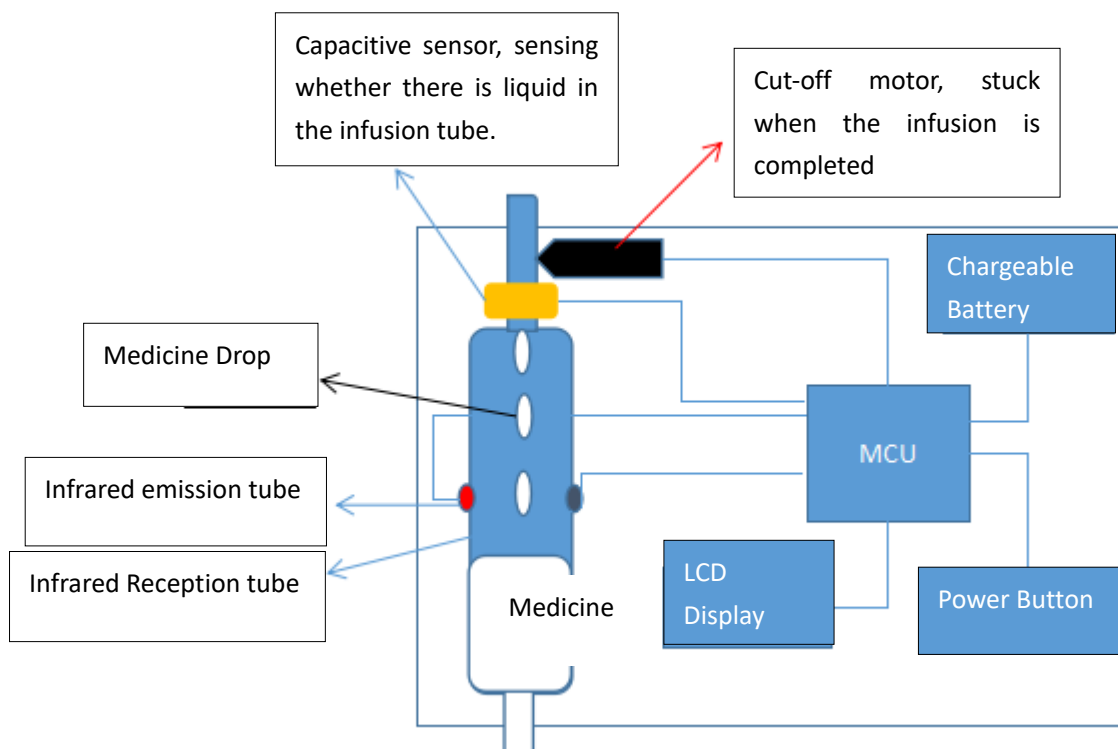 Capacitive sensor, sensing
whether there is liquid in
the infusion tube.
Cut-off motor, stuck
when the infusion is
completed
Chargeable
Battery
Medicine Drop
MCU
Infrared emission tube
Infrared Reception tube
Medicine
LCD
Display
Power Button